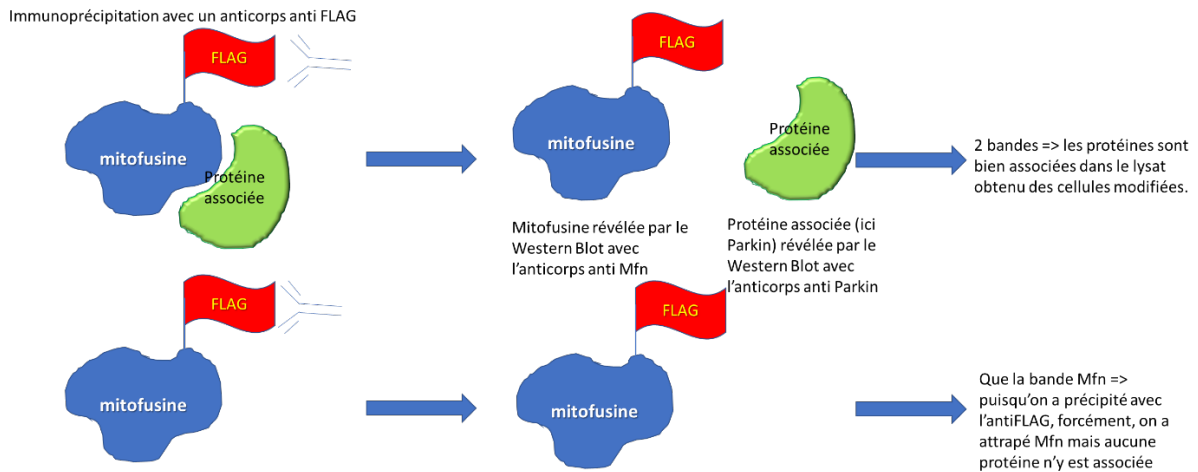 Immunoprécipitation avec un anticorps anti FLAG
FLAG
mitofusine
Protéine
associée
FLAG
Protéine
associée
2 bandes => les protéines sont
bien associées dans le lysat
obtenu des cellules modifiées.
Mitofusine révélée par le
Western Blot avec
l'anticorps anti Mfn
Protéine associée (ici
Parkin) révélée par le
Western Blot avec
l'anticorps anti Parkin
FLAG
mitofusine
FLAG
mitofusine
Que la bande Mfn =>
puisqu'on a précipité avec
l'antiFLAG, forcément, on a
attrapé Mfn mais aucune
protéine n'y est associée